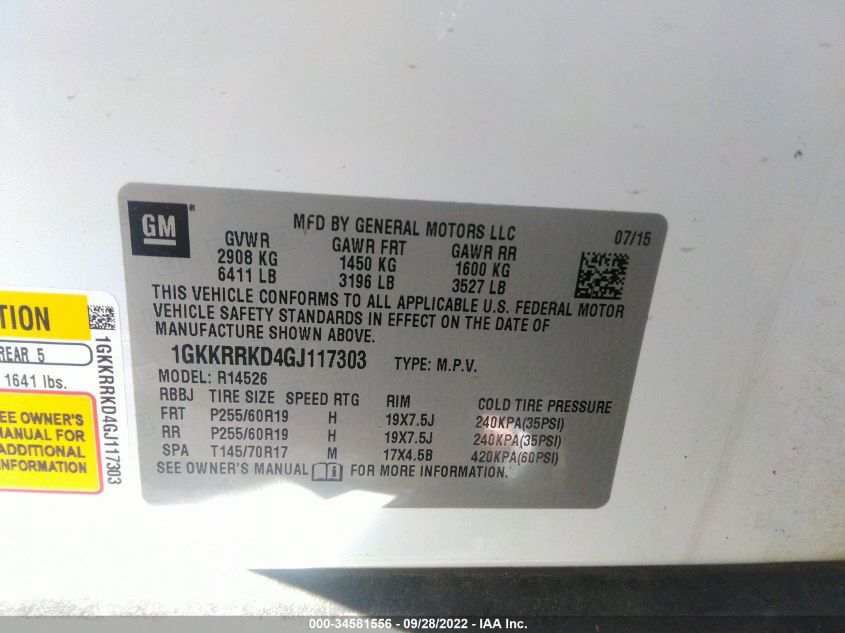 GM ®
MFD BY GENERAL MOTORS LLC
07/15
GVWR GAWR FRT GAWR RR
2908 KG 1450 KG 1600 KG
6411 LB 3196 LB 3527 LB
THIS VEHICLE CONFORMS TO ALL APPLICABLE U.S. FEDERAL MOTOR
VEHICLE SAFETY STANDARDS IN EFFECT ON THE DATE OF
MANUFACTURE SHOWN ABOVE.
1GKKRRKD4GJ117303 TYPE: M.P.V.
MODEL: R14526
RBBJ TIRE SIZE SPEED RTG RIM COLD TIRE PRESSURE
FRT P255/60R19 H 19X7.5J 240KPA(35PSI)
RR P255/60R19 H 19X7.5J 240KPA(35PSI)
SPA T145/70R17 M 17X4.5B 420KPA(60PSI)
SEE OWNER'S MANUAL FOR MORE INFORMATION.
TION
REAR 5
1641 lbs.
EE OWNER'S
MANUAL FOR
ADDITIONAL
NFORMATION
1GKKRRKD4GJ117303
000-34581556 - 09/28/2022 - IAA, Inc.